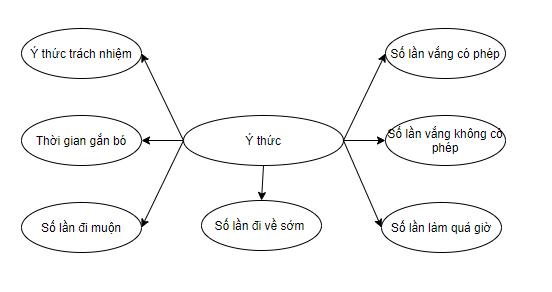 Ý thức trách nhiệm
Số lần vắng có phép
Thời gian gắn bó
Ý thức
Số lần vắng không có
phép
Số lần đi muộn
Số lần đi về sớm
Số lần làm quá giờ